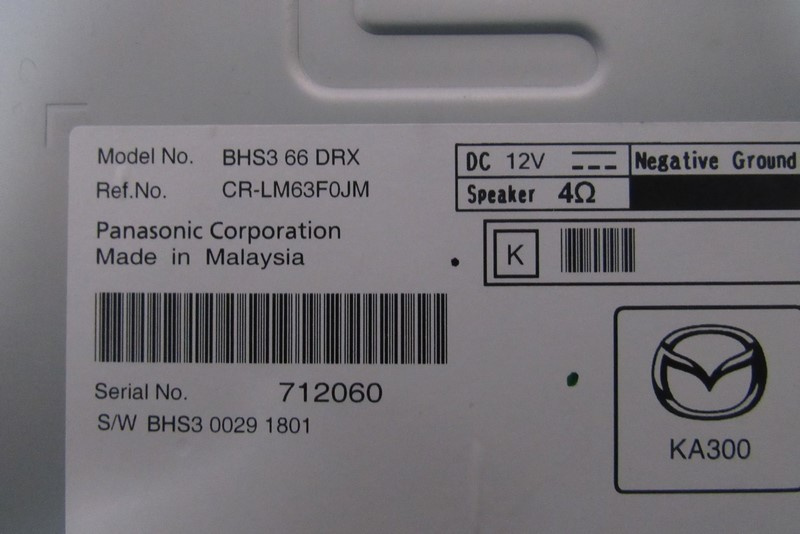 Model No. BHS3 66 DRX
Ref.No. CR-LM63F0JM
Panasonic Corporation
Made in Malaysia
Serial No. 712060
S/W BHS3 0029 1801
DC 12V Negative Ground
Speaker 4Ω
K
KA300